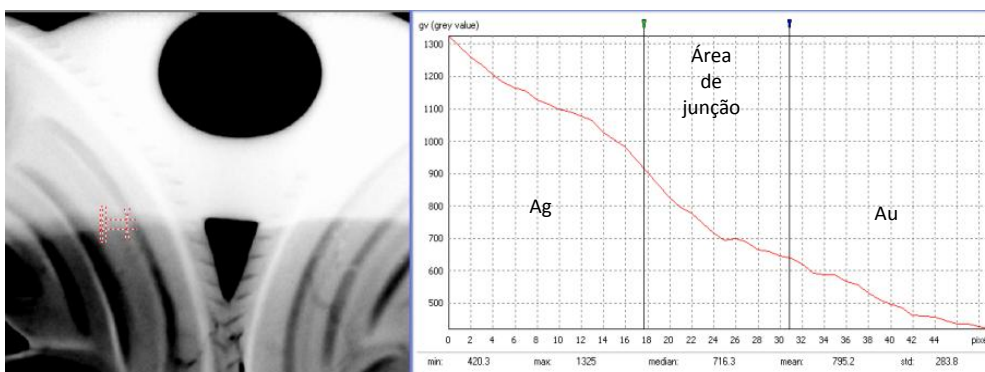 gv (grey value)
1300
1200
1100
1000
900
800
700
600
500
Área
de
junção
Ag
Au
0 2 4 6 8 10 12 14 16 18 20 22 24 26 28 30 32 34 36 38 40 42 44 pixe
min: 420.3 max: 1325 median: 716.3 mean: 795.2 std: 283.8